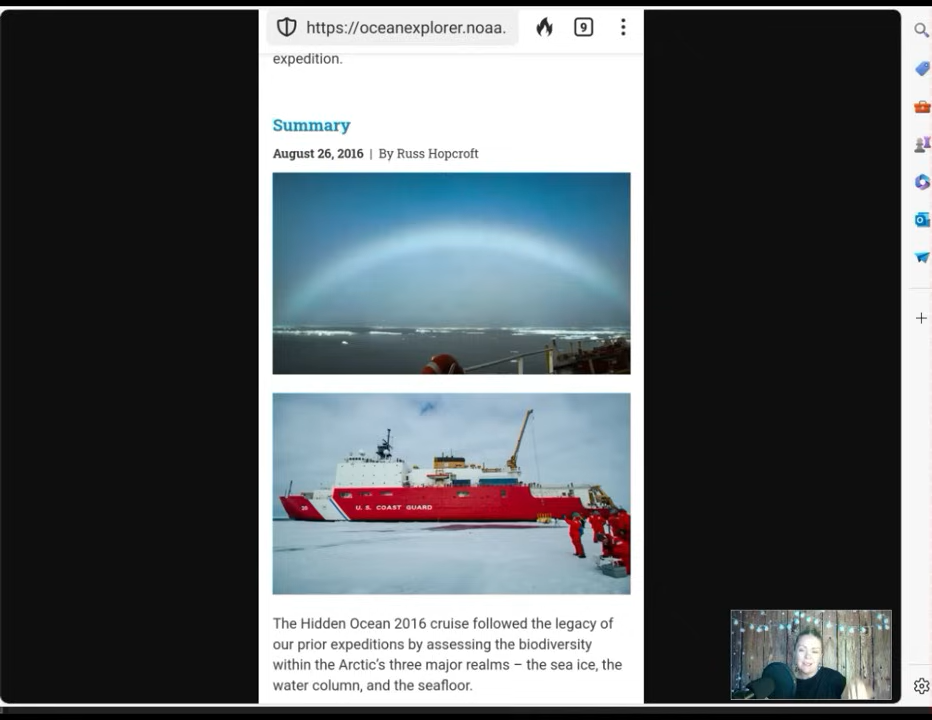 https://oceanexplorer.noaa.
9
expedition.
Summary
August 26, 2016 | By Russ Hopcroft
20
U.S. COAST GUARD
The Hidden Ocean 2016 cruise followed the legacy of
our prior expeditions by assessing the biodiversity
within the Arctic's three major realms – the sea ice, the
water column, and the seafloor.